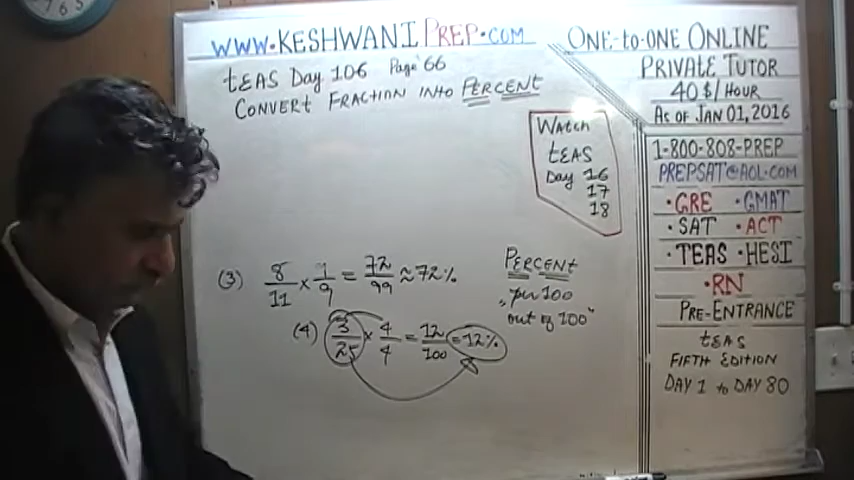 WWW.KESHWANIPREP.COM
tEAS Day 106 Page 66
CONVERT FRACTION INTO PERCENT
WATCH
tEAS
Day 16
17
18
(3) 8/11 × 9/9 = 72/99 ≈ 72%
(4) 3/25 × 4/4 = 12/100 = 12%
PERCENT
"per 100
out of 100"
ONE-to-ONE ONLINE
PRIVATE TUTOR
40$/HOUR
AS OF JAN 01,2016
1-800-808-PREP
PREPSAT@AOL.COM
•GRE •GMAT
•SAT •ACT
•TEAS •HESI
•RN
PRE-ENTRANCE
tEAS
FIFTH EDITION
DAY 1 to DAY 80